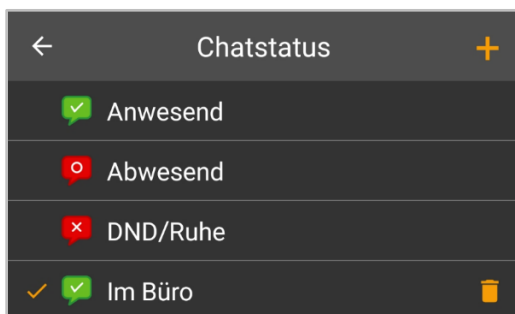 Chatstatus
Anwesend
Abwesend
DND/Ruhe
Im Büro